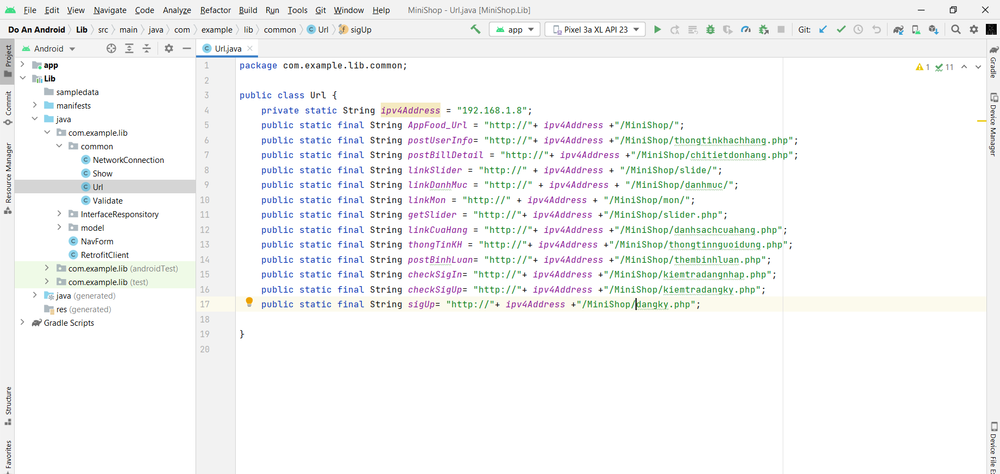 File Edit View Navigate Code Analyze Refactor Build Run Tools Git Window Help MiniShop - Url.java [MiniShop.Lib]
Do An Android Lib src main java com example lib common Url sigUp app Pixel 3a XL API 23 Git:
Project
Commit
Resource Manager
Structure
Favorites
Android
app
Lib
sampledata
manifests
java
com.example.lib
common
NetworkConnection
Show
Url
Validate
InterfaceResponsitory
model
NavForm
RetrofitClient
com.example.lib (androidTest)
com.example.lib (test)
java (generated)
res (generated)
Gradle Scripts
Url.java
1 package com.example.lib.common;
2
3 public class Url {
4 private static String ipv4Address = "192.168.1.8";
5 public static final String AppFood_Url = "http://"+ ipv4Address +"/MiniShop/";
6 public static final String postUserInfo= "http://"+ ipv4Address +"/MiniShop/thongtinkhachhang.php";
7 public static final String postBillDetail = "http://"+ ipv4Address +"/MiniShop/chitietdonhang.php";
8 public static final String linkSlider = "http://" + ipv4Address + "/MiniShop/slide/";
9 public static final String linkDanhMuc = "http://" + ipv4Address + "/MiniShop/danhmuc/";
10 public static final String linkMon = "http://" + ipv4Address + "/MiniShop/mon/";
11 public static final String getSlider = "http://"+ ipv4Address +"/MiniShop/slider.php";
12 public static final String linkCuaHang = "http://"+ ipv4Address +"/MiniShop/danhsachcuahang.php";
13 public static final String thongTinKH = "http://"+ ipv4Address +"/MiniShop/thongtinnguoidung.php";
14 public static final String postBinhLuan= "http://"+ ipv4Address +"/MiniShop/thembinhluan.php";
15 public static final String checkSigIn= "http://"+ ipv4Address +"/MiniShop/kiemtradangnhap.php";
16 public static final String checkSigUp= "http://"+ ipv4Address +"/MiniShop/kiemtradangky.php";
17 public static final String sigUp= "http://"+ ipv4Address +"/MiniShop/dangky.php";
18
19 }
20
1 11
Gradle
Device Manager
Device File E